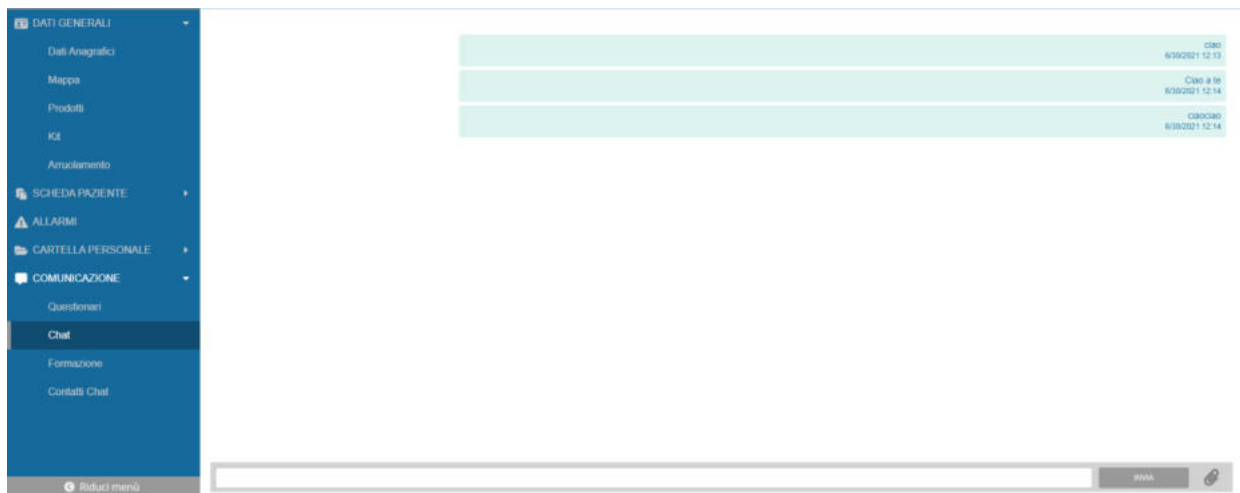 DATI GENERALI
Dati Anagrafici
Mappa
Prodotti
Kit
Arruolamento
SCHEDA PAZIENTE
ALLARMI
CARTELLA PERSONALE
COMUNICAZIONE
Questionari
Chat
Formazione
Contatti Chat
Riduci menù
ciao
6/30/2021 12:13
Ciao a te
6/30/2021 12:14
ciaociao
6/30/2021 12:14
INVIA